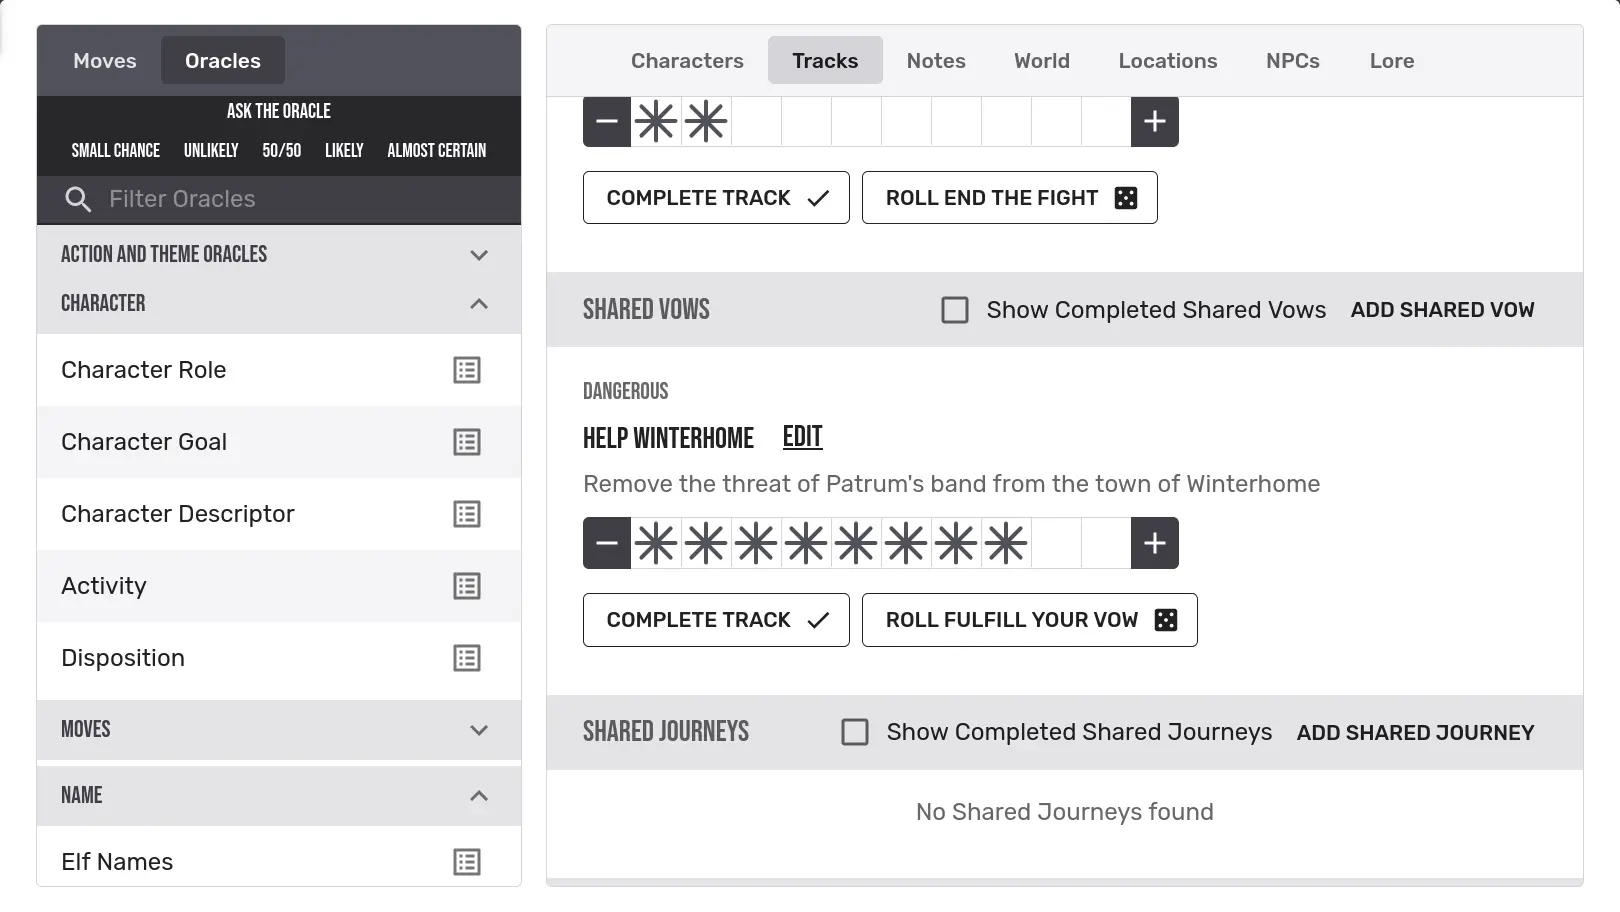 Moves
Oracles
ASK THE ORACLE
SMALL CHANCE
UNLIKELY
50/50
LIKELY
ALMOST CERTAIN
Filter Oracles
ACTION AND THEME ORACLES
CHARACTER
Character Role
Character Goal
Character Descriptor
Activity
Disposition
MOVES
NAME
Elf Names
Characters
Tracks
Notes
World
Locations
NPCs
Lore
COMPLETE TRACK
ROLL END THE FIGHT
SHARED VOWS
Show Completed Shared Vows
ADD SHARED VOW
DANGEROUS
HELP WINTERHOME
EDIT
Remove the threat of Patrum's band from the town of Winterhome
COMPLETE TRACK
ROLL FULFILL YOUR VOW
SHARED JOURNEYS
Show Completed Shared Journeys
ADD SHARED JOURNEY
No Shared Journeys found